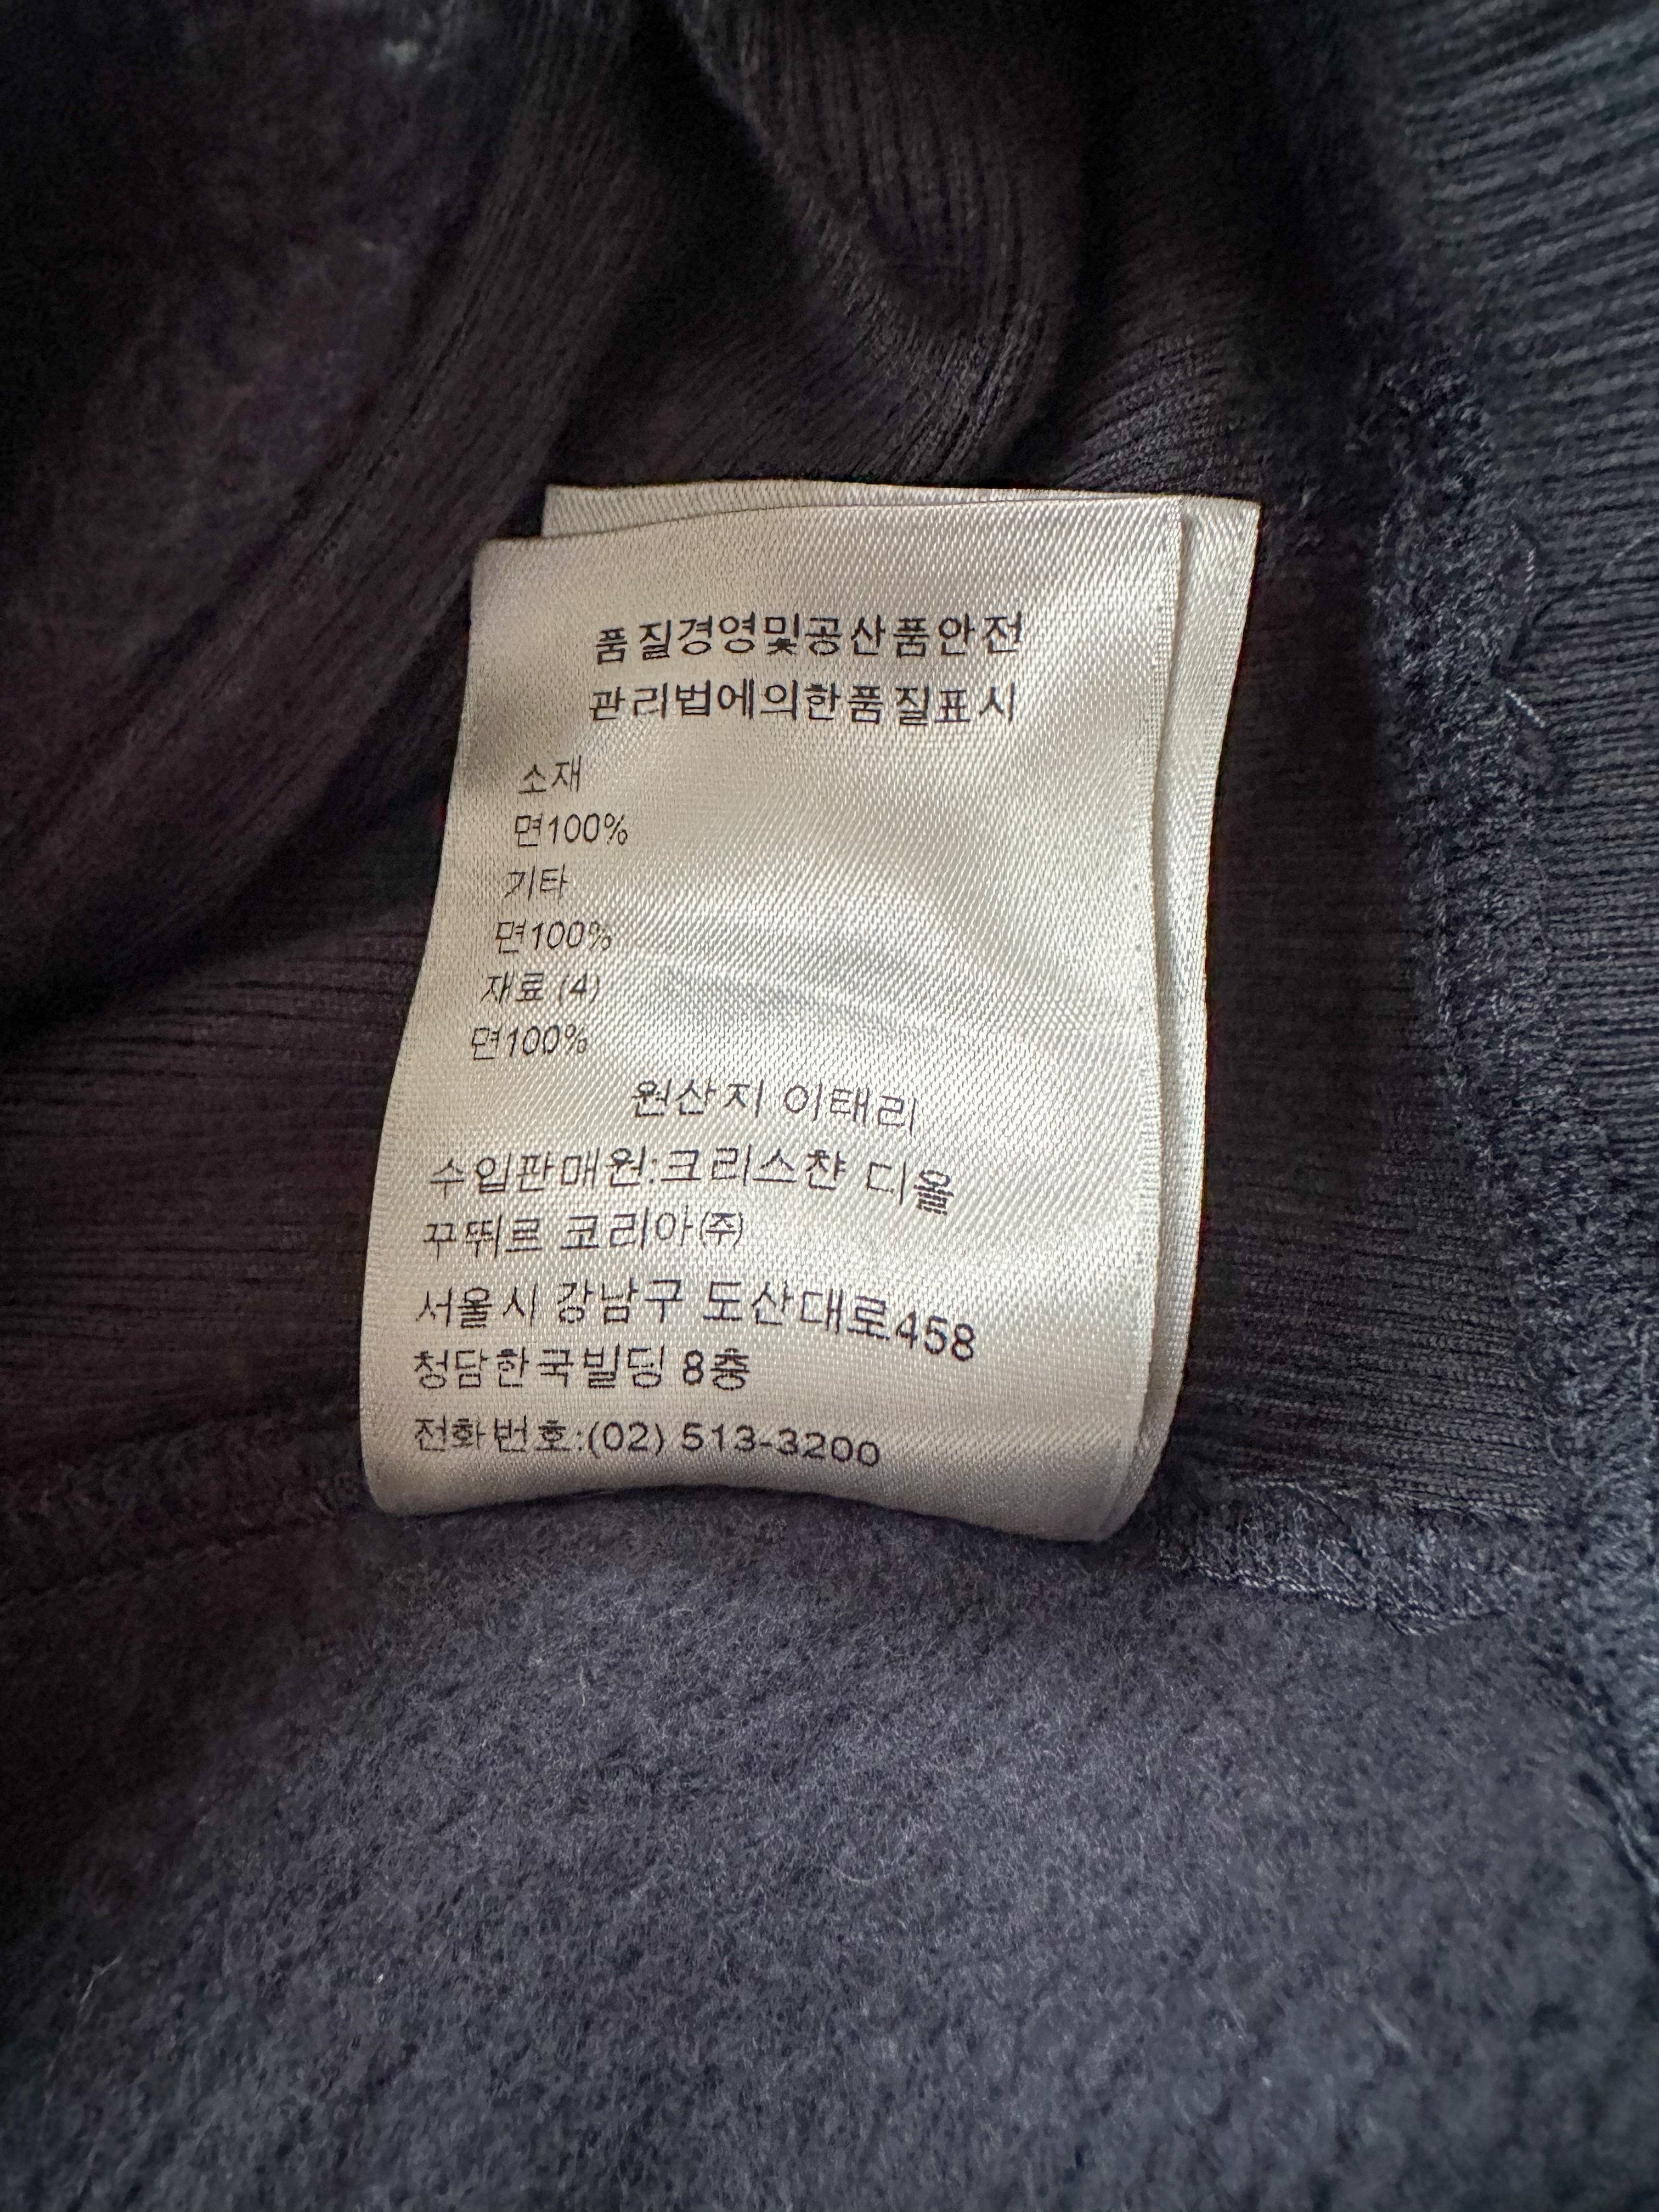 품질경영및공산품안전
관리법에의한품질표시
소재
면100%
기타
면100%
재료 (4)
면100%
원산지 이태리
수입판매원:크리스챤 디올
꾸뛰르 코리아㈜
서울시 강남구 도산대로458
청담한국빌딩 8층
전화번호:(02) 513-3200